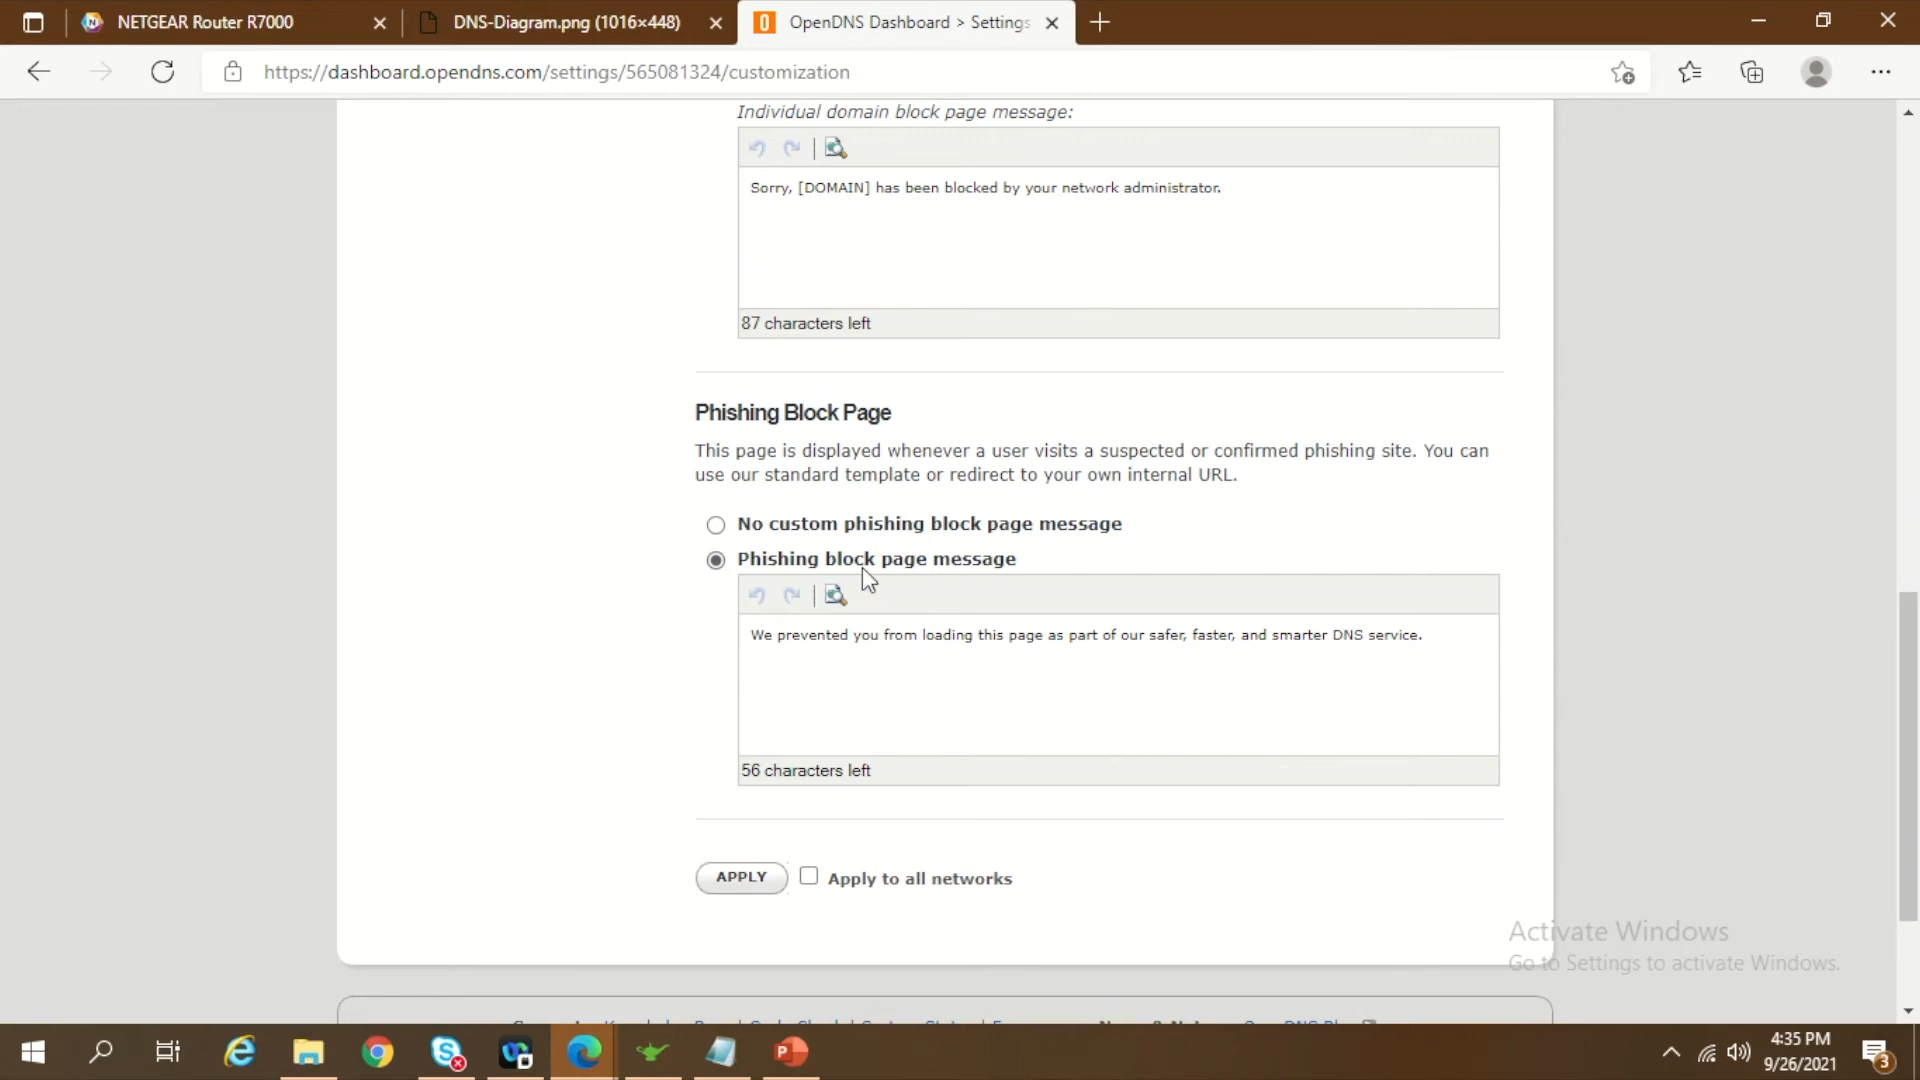 NETGEAR Router R7000
DNS-Diagram.png (1016×448)
OpenDNS Dashboard > Settings
https://dashboard.opendns.com/settings/565081324/customization
Individual domain block page message:
Sorry, [DOMAIN] has been blocked by your network administrator.
87 characters left
Phishing Block Page
This page is displayed whenever a user visits a suspected or confirmed phishing site. You can
use our standard template or redirect to your own internal URL.
No custom phishing block page message
Phishing block page message
We prevented you from loading this page as part of our safer, faster, and smarter DNS service.
56 characters left
APPLY
Apply to all networks
Activate Windows
Go to Settings to activate Windows.
4:35 PM
9/26/2021
3